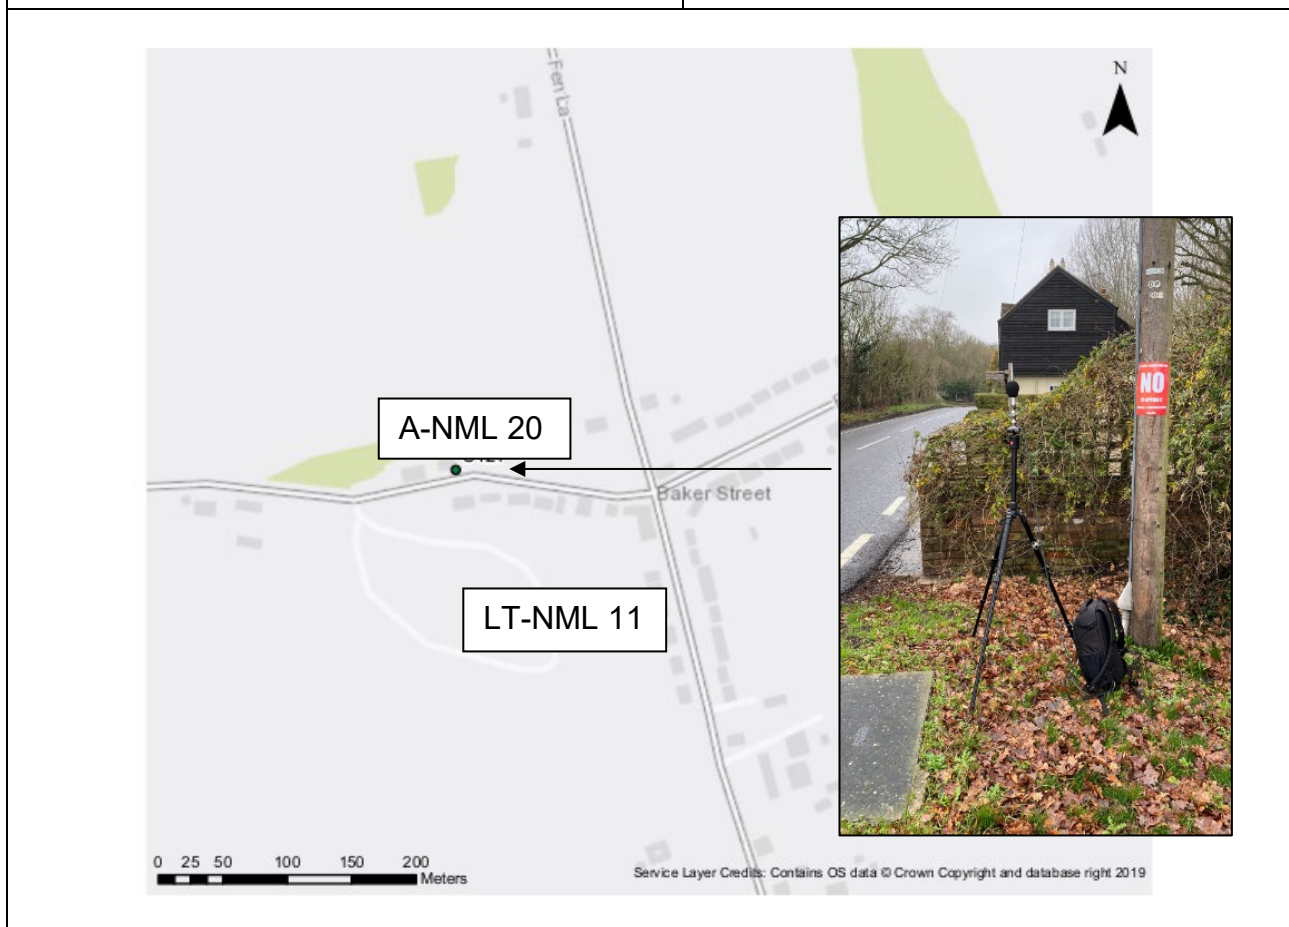 Fen La
N
NO
A-NML 20
Baker Street
LT-NML 11
0 25 50 100 150 200
Meters
Service Layer Credits: Contains OS data © Crown Copyright and database right 2019